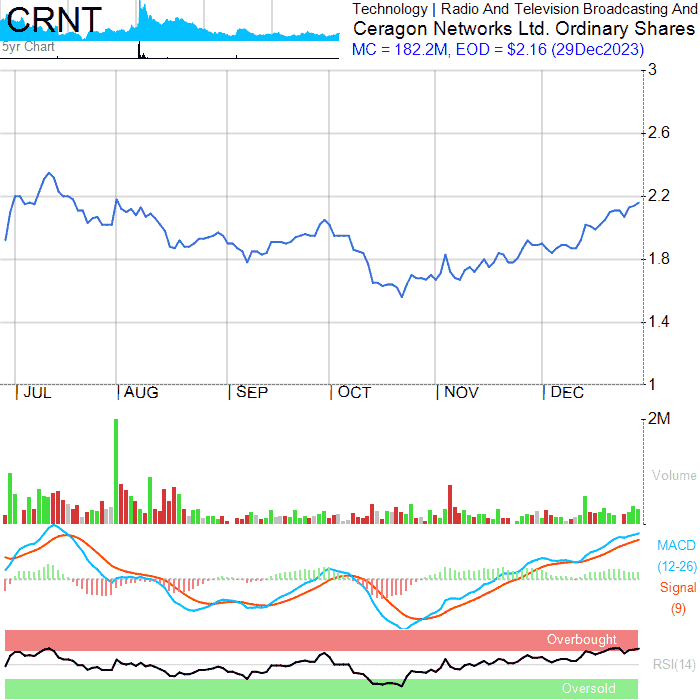 CRNT
5yr Chart
Technology | Radio And Television Broadcasting And
Ceragon Networks Ltd. Ordinary Shares
MC = 182.2M, EOD = $2.16 (29Dec2023)
3
2.6
2.2
1.8
1.4
1
JUL AUG SEP OCT NOV DEC
2M
Volume
MACD
(12-26)
Signal
(9)
Overbought
RSI(14)
Oversold